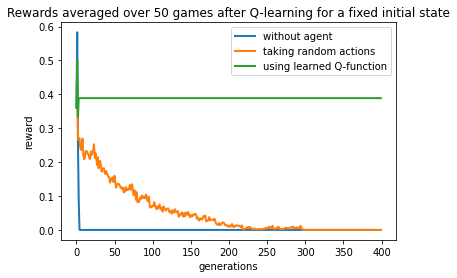 Rewards averaged over 50 games after Q-learning for a fixed initial state
without agent
taking random actions
using learned Q-function
reward
0.6
0.5
0.4
0.3
0.2
0.1
0.0
0 50 100 150 200 250 300 350 400
generations